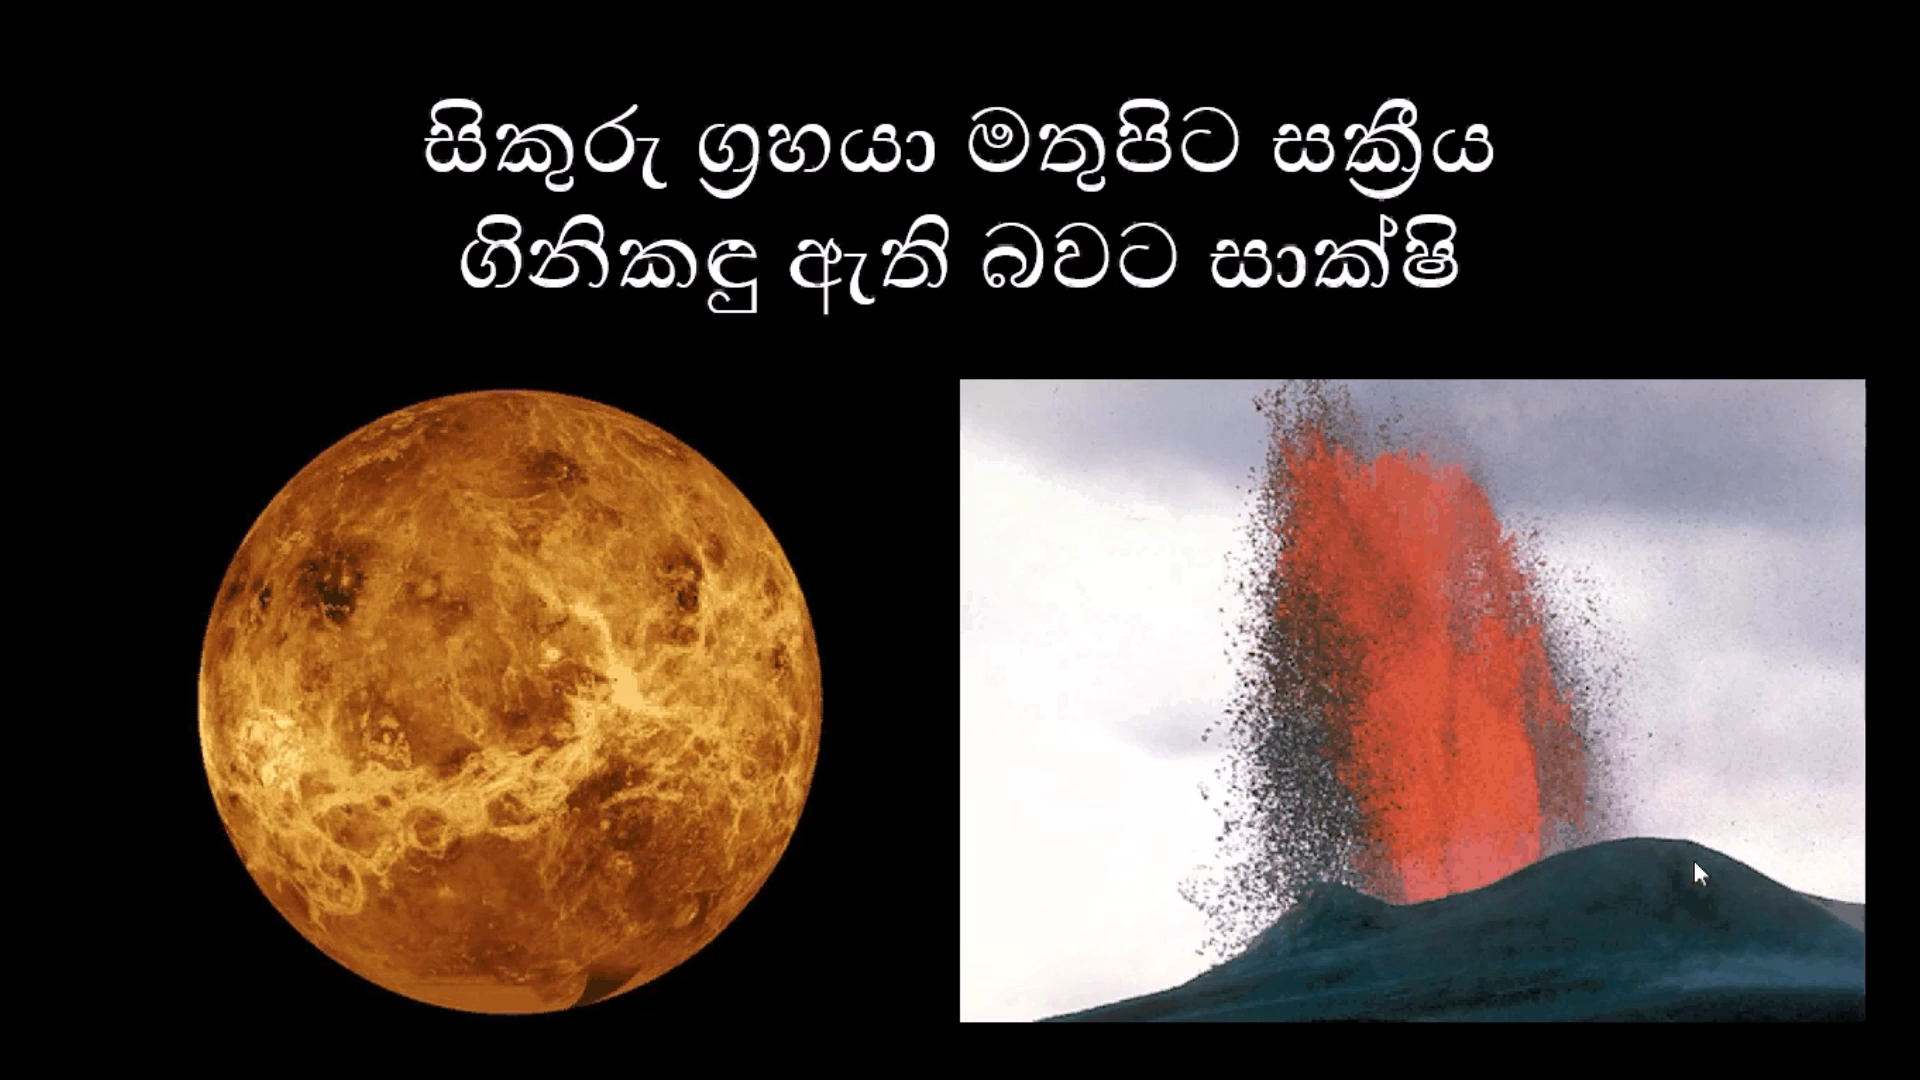 සිකුරු ග්‍රහයා මතුපිට සක්‍රීය
ගිනිකඳු ඇති බවට සාක්ෂි